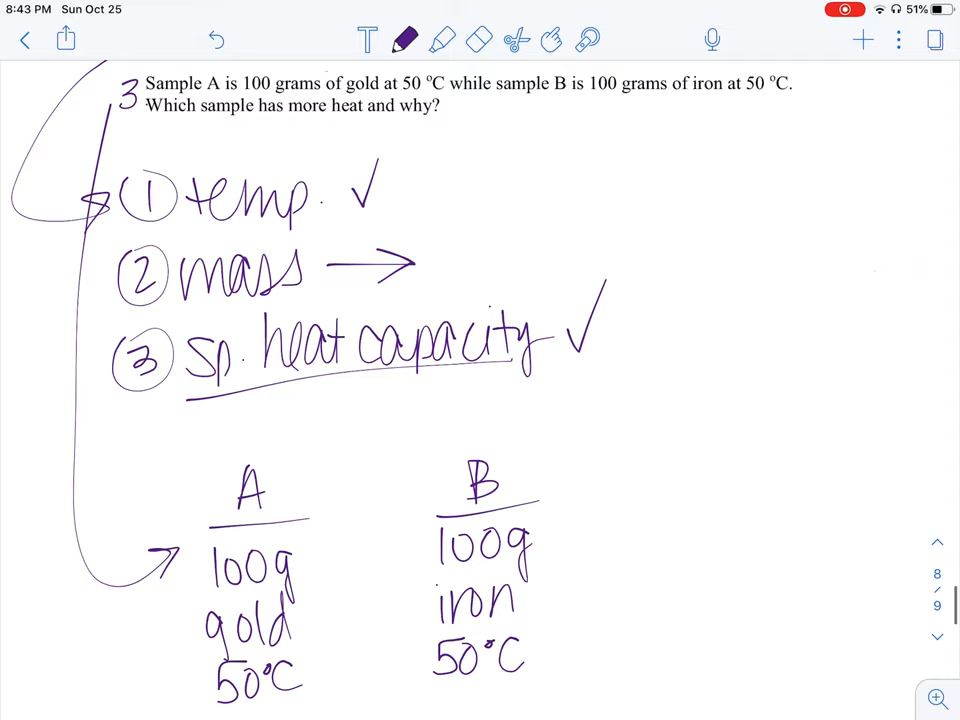 8:43 PM Sun Oct 25 51%
T
3 Sample A is 100 grams of gold at 50 °C while sample B is 100 grams of iron at 50 °C.
Which sample has more heat and why?
① temp. ✓
② mass →
③ sp. heat capacity ✓
A B
100g 100g
gold iron
50°C 50°C
8
/
9